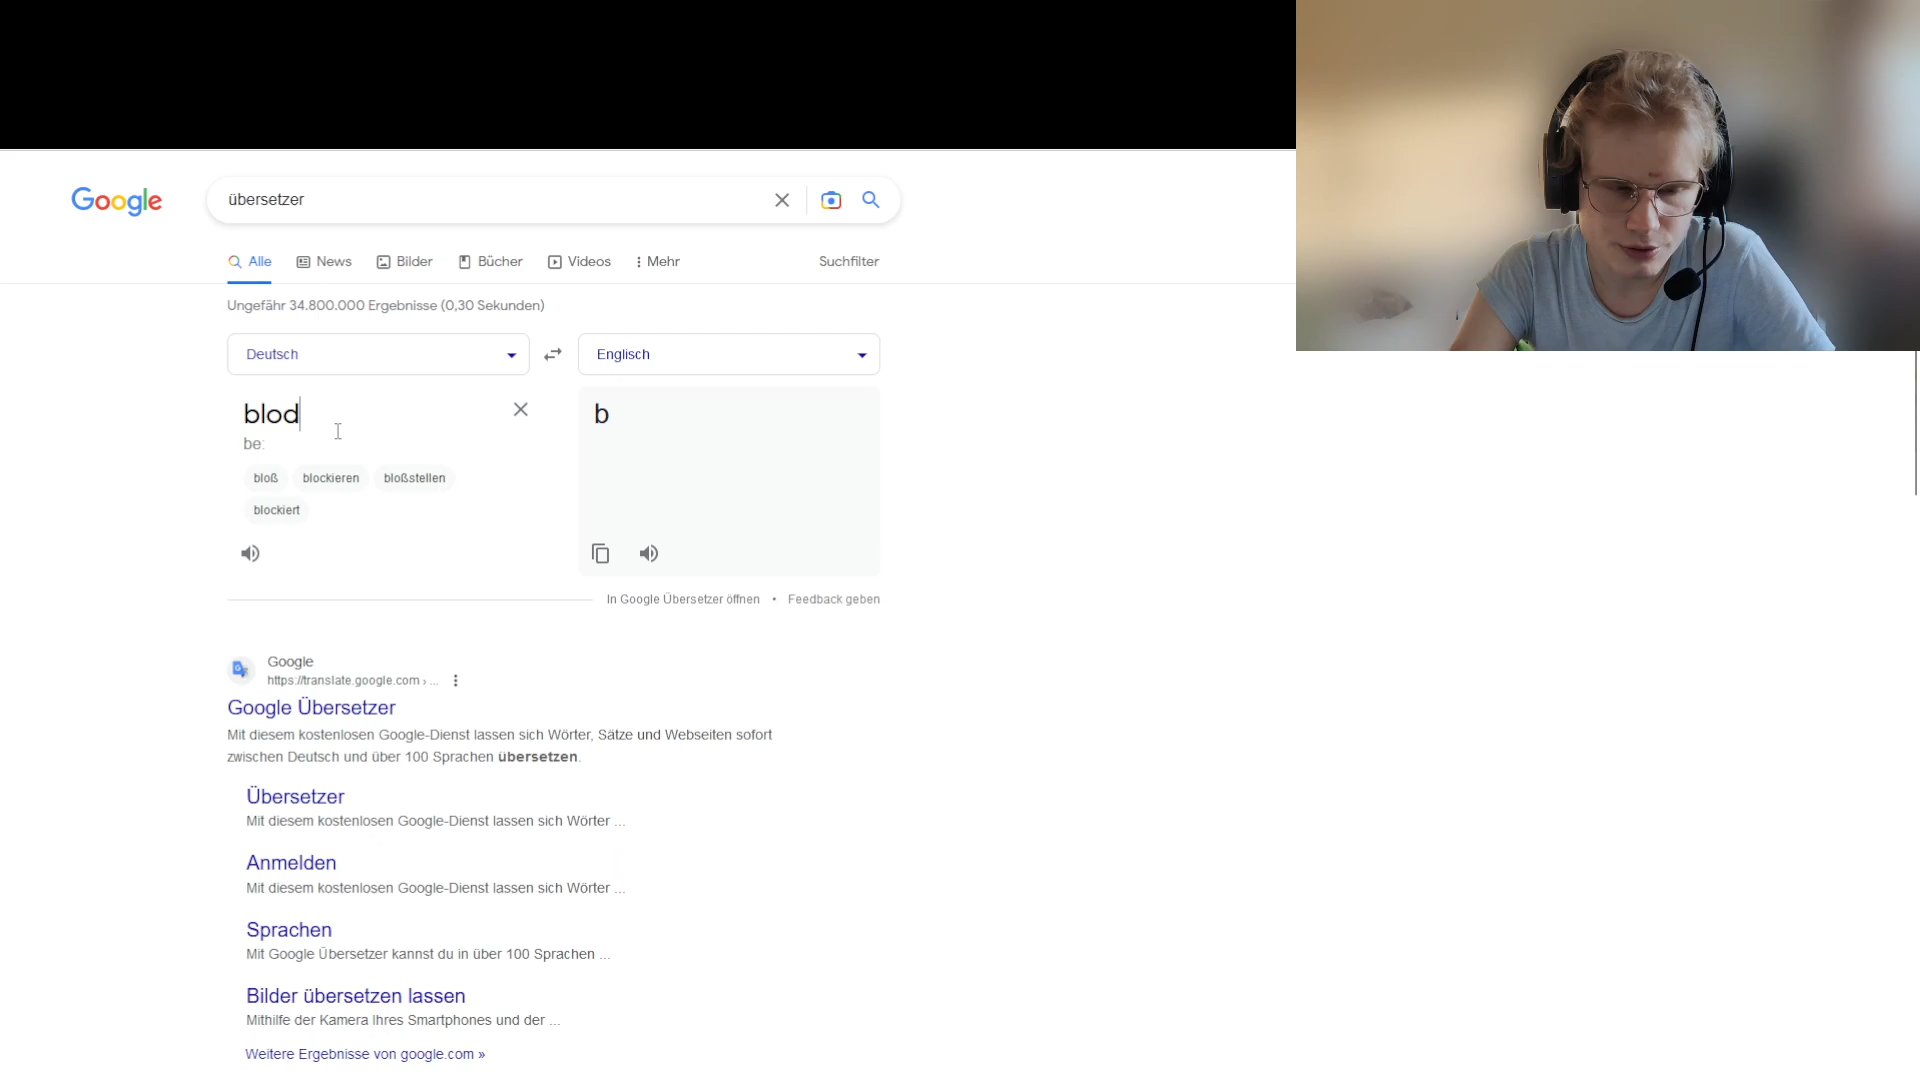 Google
übersetzer
Alle News Bilder Bücher Videos Mehr Suchfilter
Ungefähr 34.800.000 Ergebnisse (0,30 Sekunden)
Deutsch
Englisch
blod
be:
bloß blockieren bloßstellen
blockiert
b
In Google Übersetzer öffnen • Feedback geben
Google
https://translate.google.com › ...
Google Übersetzer
Mit diesem kostenlosen Google-Dienst lassen sich Wörter, Sätze und Webseiten sofort
zwischen Deutsch und über 100 Sprachen übersetzen.
Übersetzer
Mit diesem kostenlosen Google-Dienst lassen sich Wörter ...
Anmelden
Mit diesem kostenlosen Google-Dienst lassen sich Wörter ...
Sprachen
Mit Google Übersetzer kannst du in über 100 Sprachen ...
Bilder übersetzen lassen
Mithilfe der Kamera Ihres Smartphones und der ...
Weitere Ergebnisse von google.com »